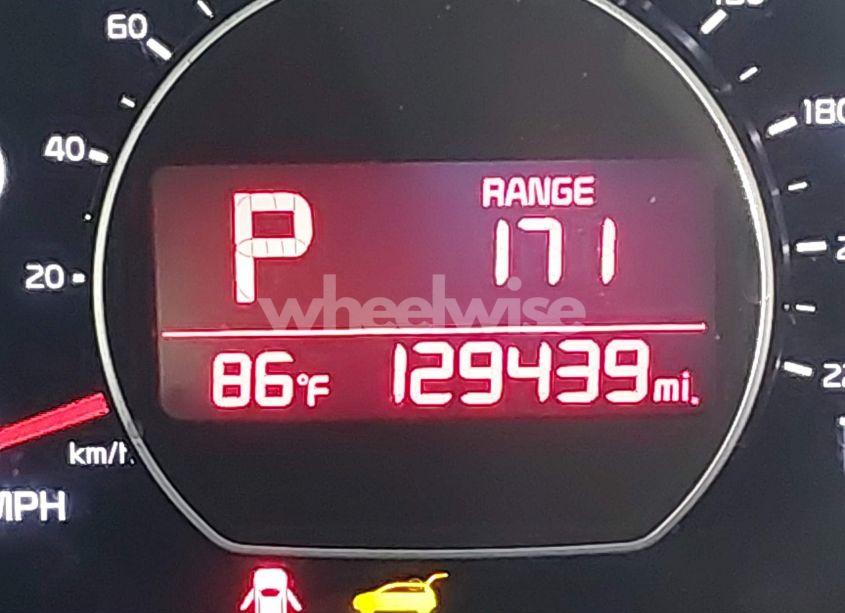 60
180
40
RANGE
P
171
20
wheelwise
86°F
129439 mi.
km/h
MPH